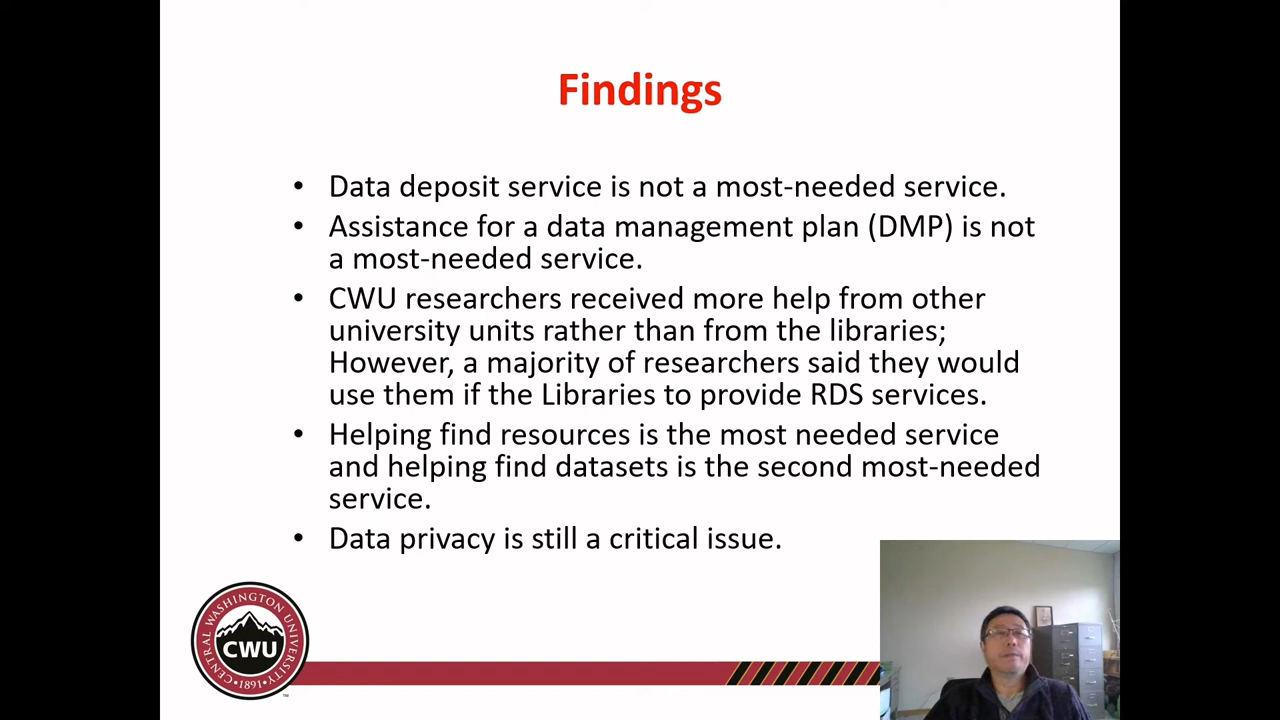 Findings
• Data deposit service is not a most-needed service.
• Assistance for a data management plan (DMP) is not
a most-needed service.
• CWU researchers received more help from other
university units rather than from the libraries;
However, a majority of researchers said they would
use them if the Libraries to provide RDS services.
• Helping find resources is the most needed service
and helping find datasets is the second most-needed
service.
• Data privacy is still a critical issue.
CENTRAL WASHINGTON UNIVERSITY
CWU
•1891•
™